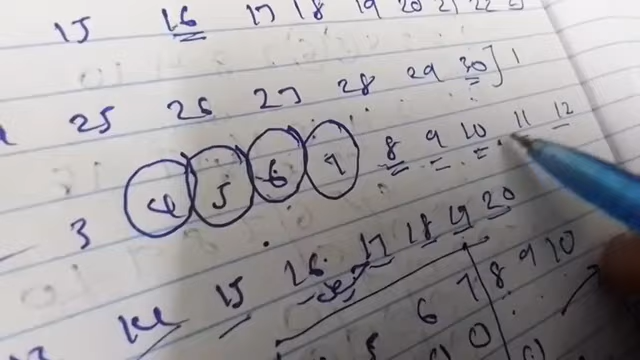 15 16 17 18 19 20 21 22 23
25 26 27 28 29 30] 1
3 4 5 6 7 8 9 10 11 12
14 15 16 17 18 19 20
6 7 8 9 10